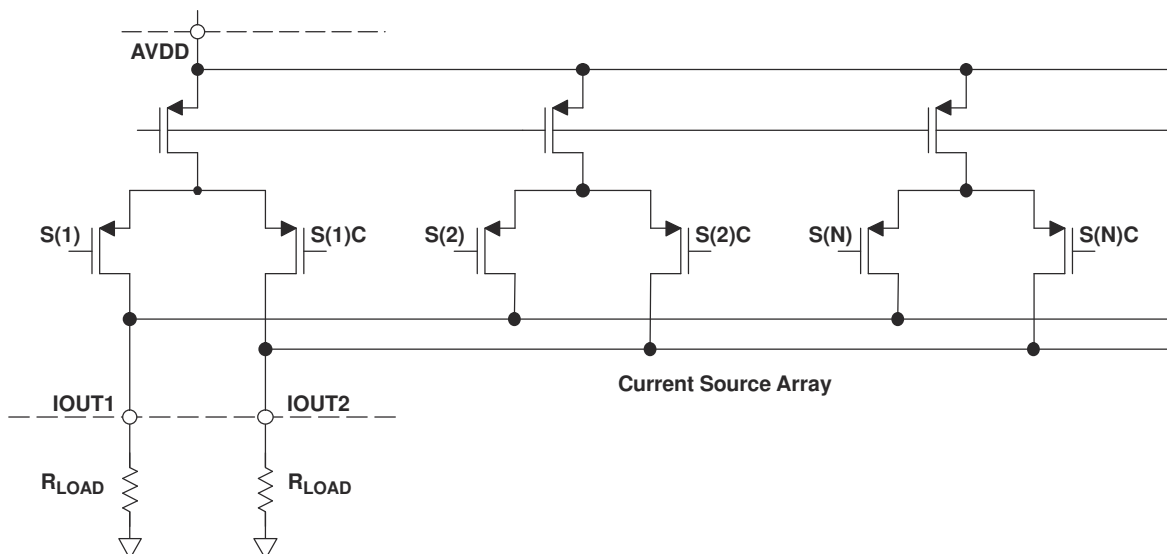 AVDD
S(1)
S(1)C
S(2)
S(2)C
S(N)
S(N)C
Current Source Array
IOUT1
IOUT2
RLOAD
RLOAD